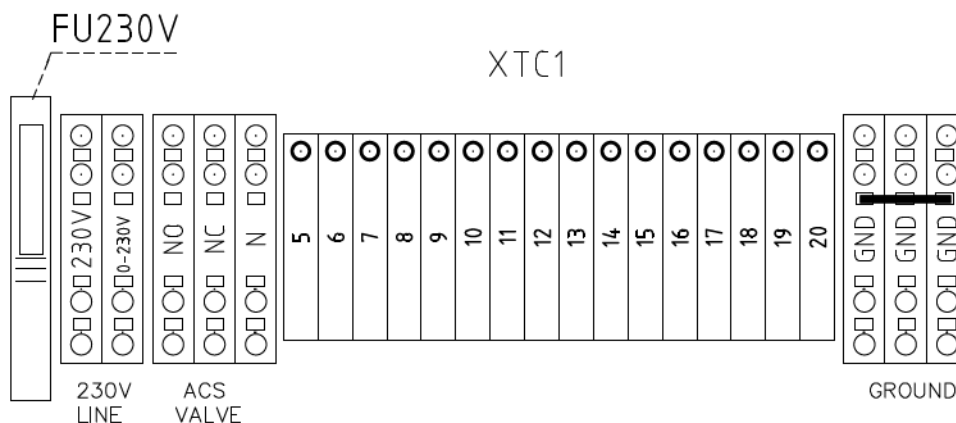 FU230V
XTC1
230V
0-230V
NO
NC
N
5
6
7
8
9
10
11
12
13
14
15
16
17
18
19
20
GND
GND
GND
230V
LINE
ACS
VALVE
GROUND